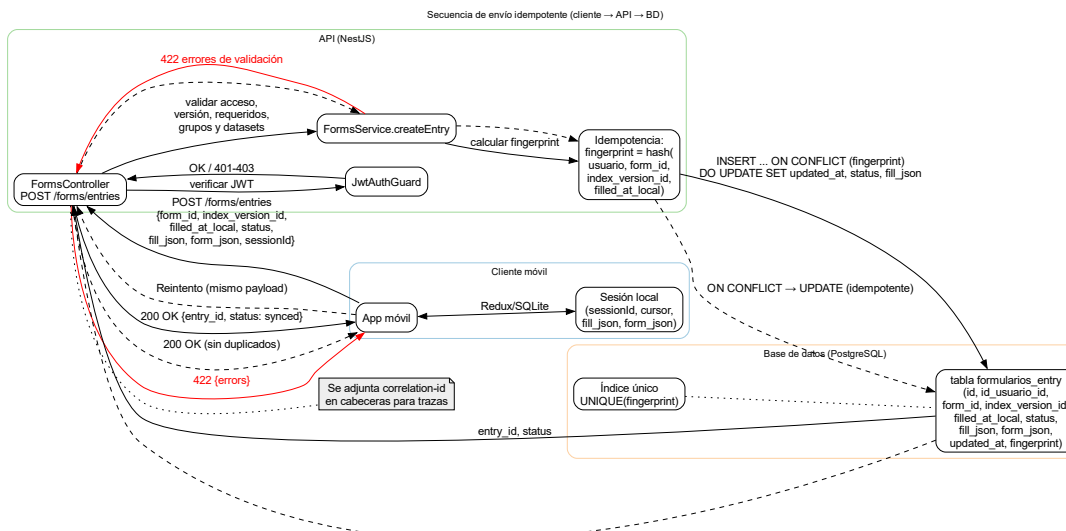 Secuencia de envío idempotente (cliente → API → BD)
API (NestJS)
422 errores de validación
validar acceso,
versión, requeridos,
grupos y datasets
FormsService.createEntry
calcular fingerprint
Idempotencia:
fingerprint = hash(
usuario, form_id,
index_version_id,
filled_at_local)
INSERT ... ON CONFLICT (fingerprint)
DO UPDATE SET updated_at, status, fill_json
OK / 401-403
verificar JWT
JwtAuthGuard
FormsController
POST /forms/entries
POST /forms/entries
{form_id, index_version_id,
filled_at_local, status,
fill_json, form_json, sessionId}
Cliente móvil
Reintento (mismo payload)
ON CONFLICT → UPDATE (idempotente)
Redux/SQLite
Sesión local
(sessionId, cursor,
fill_json, form_json)
App móvil
200 OK {entry_id, status: synced}
200 OK (sin duplicados)
Base de datos (PostgreSQL)
422 {errors}
Se adjunta correlation-id
en cabeceras para trazas
Índice único
UNIQUE(fingerprint)
tabla formularios_entry
(id, id_usuario_id,
form_id, index_version_id,
filled_at_local, status,
fill_json, form_json,
updated_at, fingerprint)
entry_id, status